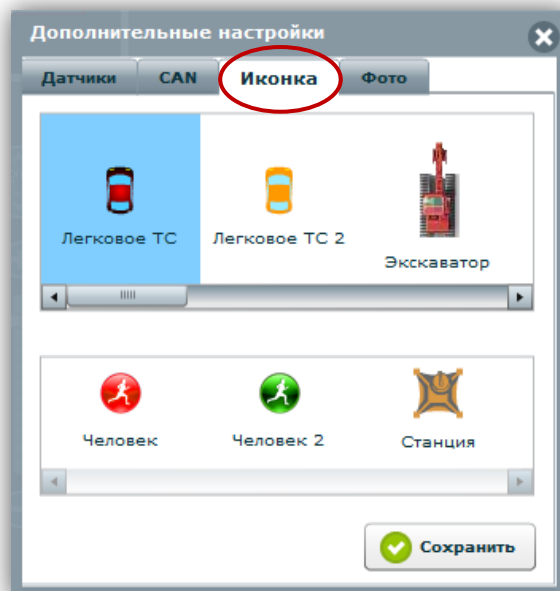 Дополнительные настройки
Датчики CAN Иконка Фото
Легковое ТС Легковое ТС 2 Экскаватор
Человек Человек 2 Станция
Сохранить